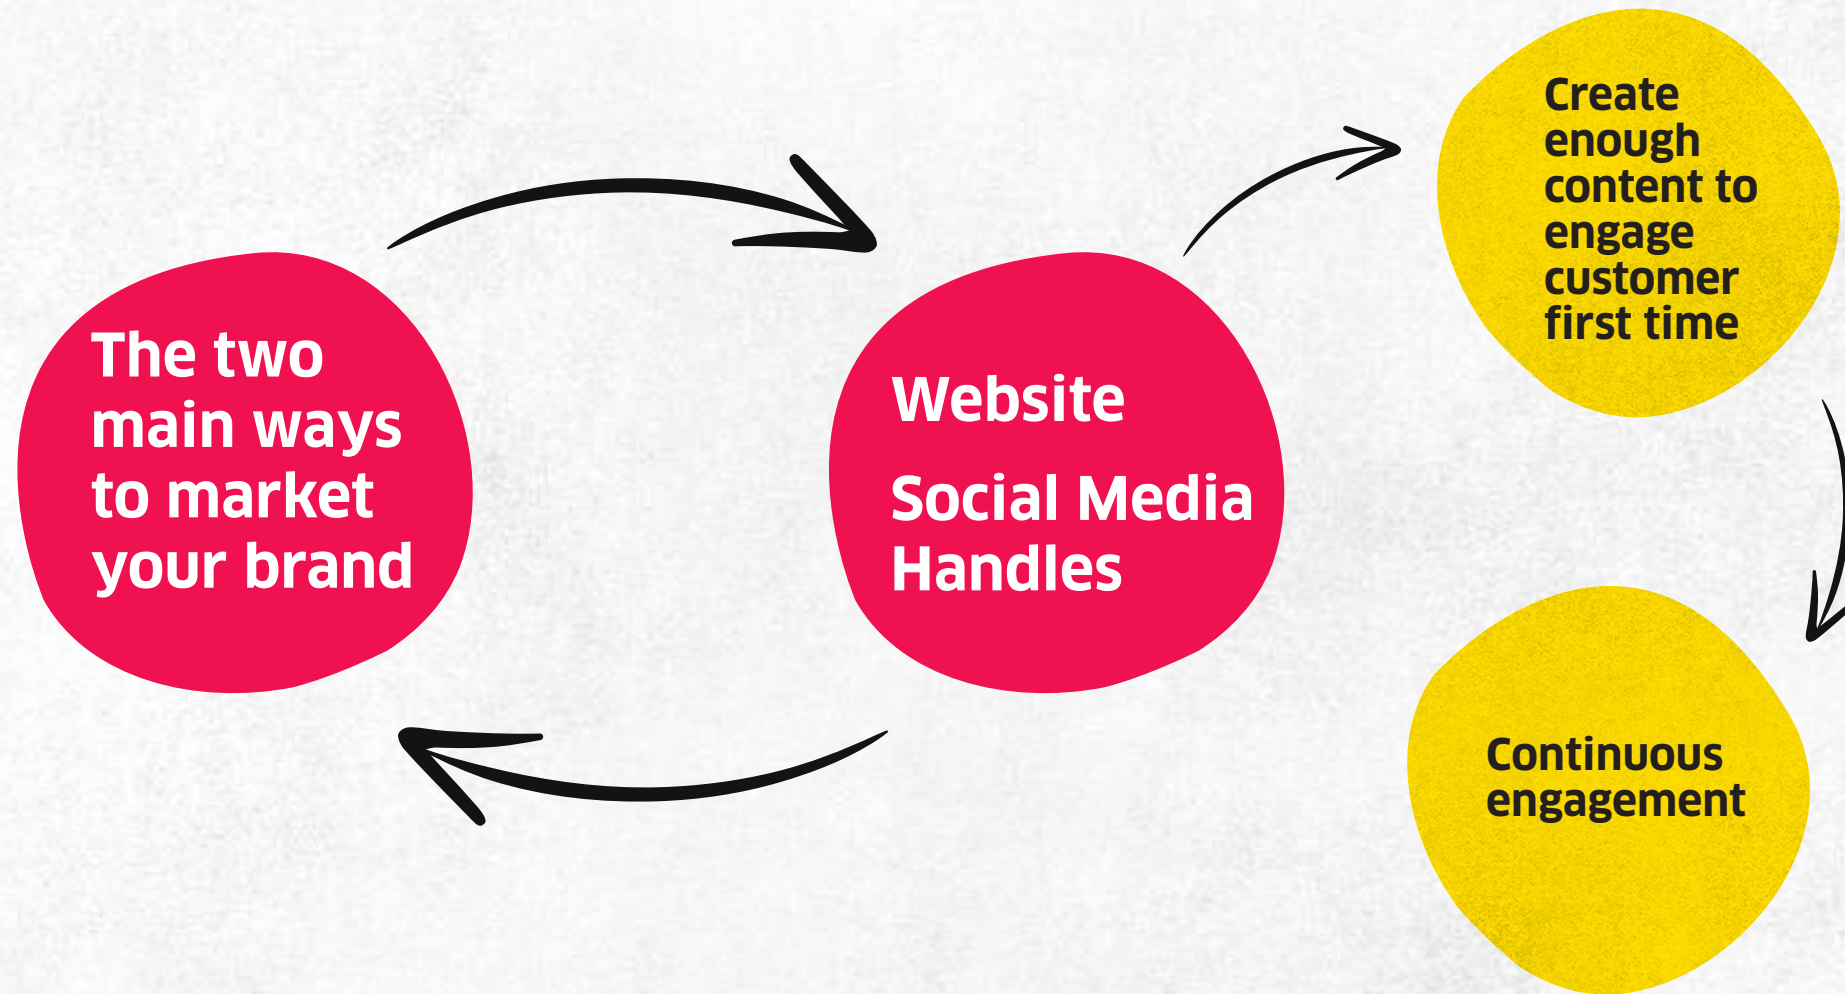 The two
main ways
to market
your brand
Website
Social Media
Handles
Create
enough
content to
engage
customer
first time
Continuous
engagement